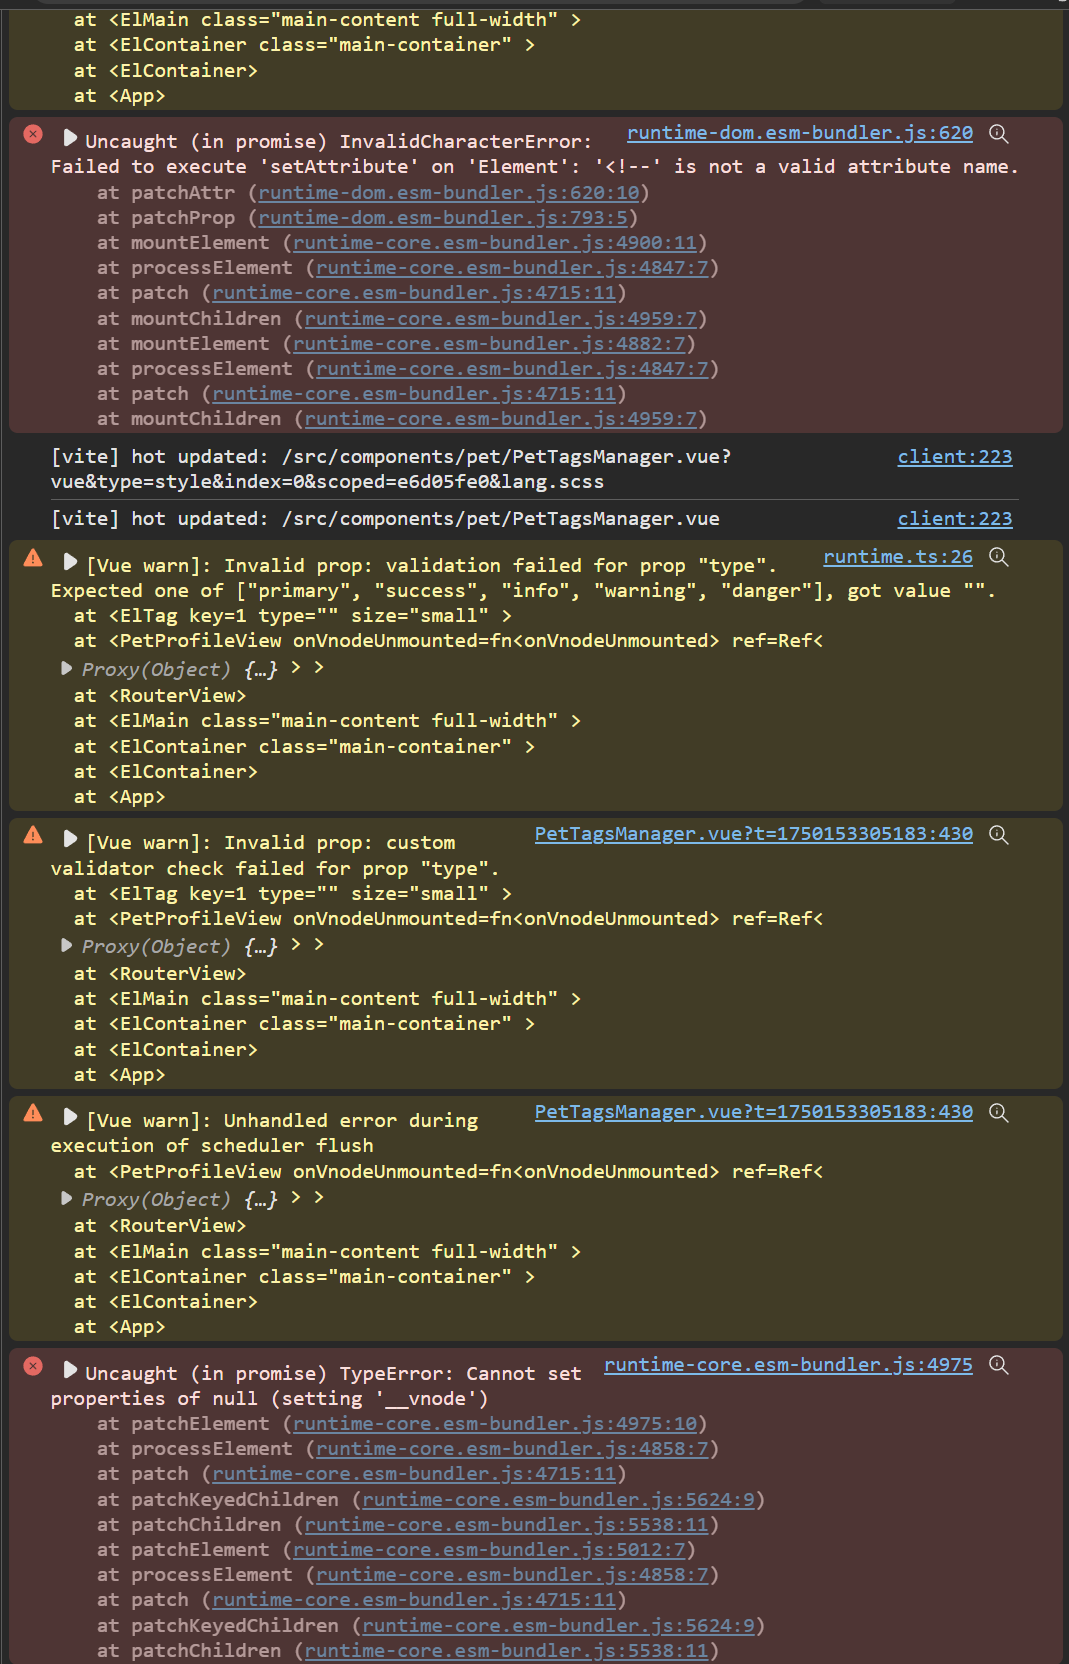 at <ElMain class="main-content full-width" >
at <ElContainer class="main-container" >
at <ElContainer>
at <App>
Uncaught (in promise) InvalidCharacterError: runtime-dom.esm-bundler.js:620
Failed to execute 'setAttribute' on 'Element': '<!--' is not a valid attribute name.
at patchAttr (runtime-dom.esm-bundler.js:620:10)
at patchProp (runtime-dom.esm-bundler.js:793:5)
at mountElement (runtime-core.esm-bundler.js:4900:11)
at processElement (runtime-core.esm-bundler.js:4847:7)
at patch (runtime-core.esm-bundler.js:4715:11)
at mountChildren (runtime-core.esm-bundler.js:4959:7)
at mountElement (runtime-core.esm-bundler.js:4882:7)
at processElement (runtime-core.esm-bundler.js:4847:7)
at patch (runtime-core.esm-bundler.js:4715:11)
at mountChildren (runtime-core.esm-bundler.js:4959:7)
[vite] hot updated: /src/components/pet/PetTagsManager.vue? client:223
vue&type=style&index=0&scoped=e6d05fe0&lang.scss
[vite] hot updated: /src/components/pet/PetTagsManager.vue client:223
[Vue warn]: Invalid prop: validation failed for prop "type". runtime.ts:26
Expected one of ["primary", "success", "info", "warning", "danger"], got value "".
at <ElTag key=1 type="" size="small" >
at <PetProfileView onVnodeUnmounted=fn<onVnodeUnmounted> ref=Ref<
Proxy(Object) {…} > >
at <RouterView>
at <ElMain class="main-content full-width" >
at <ElContainer class="main-container" >
at <ElContainer>
at <App>
[Vue warn]: Invalid prop: custom PetTagsManager.vue?t=1750153305183:430
validator check failed for prop "type".
at <ElTag key=1 type="" size="small" >
at <PetProfileView onVnodeUnmounted=fn<onVnodeUnmounted> ref=Ref<
Proxy(Object) {…} > >
at <RouterView>
at <ElMain class="main-content full-width" >
at <ElContainer class="main-container" >
at <ElContainer>
at <App>
[Vue warn]: Unhandled error during PetTagsManager.vue?t=1750153305183:430
execution of scheduler flush
at <PetProfileView onVnodeUnmounted=fn<onVnodeUnmounted> ref=Ref<
Proxy(Object) {…} > >
at <RouterView>
at <ElMain class="main-content full-width" >
at <ElContainer class="main-container" >
at <ElContainer>
at <App>
Uncaught (in promise) TypeError: Cannot set runtime-core.esm-bundler.js:4975
properties of null (setting '__vnode')
at patchElement (runtime-core.esm-bundler.js:4975:10)
at processElement (runtime-core.esm-bundler.js:4858:7)
at patch (runtime-core.esm-bundler.js:4715:11)
at patchKeyedChildren (runtime-core.esm-bundler.js:5624:9)
at patchChildren (runtime-core.esm-bundler.js:5538:11)
at patchElement (runtime-core.esm-bundler.js:5012:7)
at processElement (runtime-core.esm-bundler.js:4858:7)
at patch (runtime-core.esm-bundler.js:4715:11)
at patchKeyedChildren (runtime-core.esm-bundler.js:5624:9)
at patchChildren (runtime-core.esm-bundler.js:5538:11)